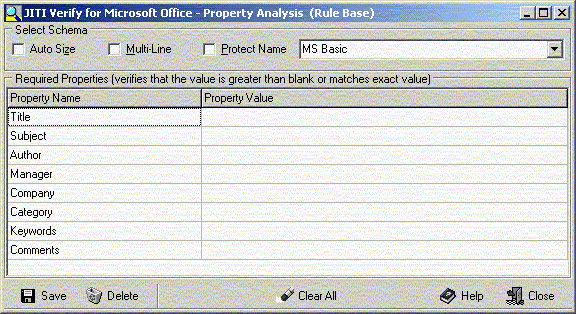 JITI Verify for Microsoft Office - Property Analysis (Rule Base)
Select Schema
Auto Size Multi-Line Protect Name MS Basic
Required Properties (verifies that the value is greater than blank or matches exact value)
Property Name Property Value
Title
Subject
Author
Manager
Company
Category
Keywords
Comments
Save Delete Clear All Help Close